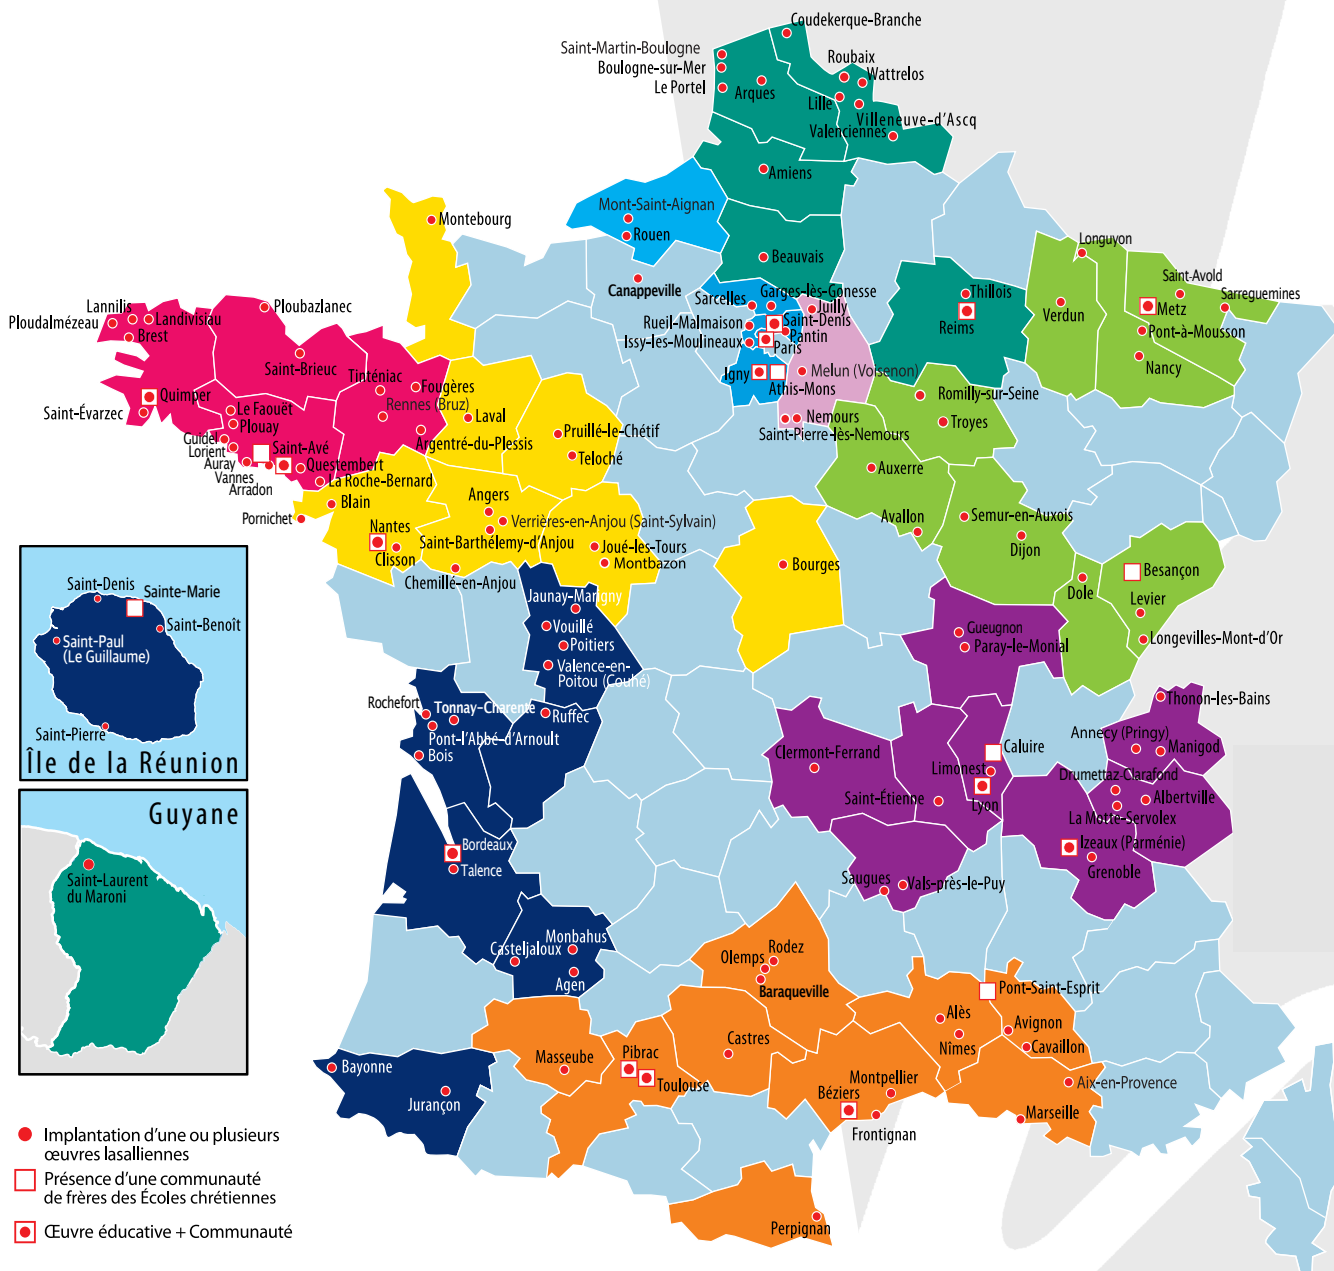 Coudekerque-Branche
Saint-Martin-Boulogne
Boulogne-sur-Mer
Le Portel
Arques
Roubaix
Wattrelos
Lille
Villeneuve-d'Ascq
Valenciennes
Amiens
Mont-Saint-Aignan
Rouen
Beauvais
Montebourg
Canappeville
Longuyon
Saint-Avold
Sarreguemines
Metz
Verdun
Pont-à-Mousson
Nancy
Thillois
Reims
Sarcelles
Garges-lès-Gonesse
Juilly
Rueil-Malmaison
Saint-Denis
Pantin
Issy-les-Moulineaux
Paris
Igny
Athis-Mons
Melun (Voisenon)
Nemours
Saint-Pierre-lès-Nemours
Romilly-sur-Seine
Troyes
Lannilis
Landivisiau
Ploudalmézeau
Brest
Ploubazlanec
Saint-Brieuc
Quimper
Saint-Évarzec
Tinténiac
Fougères
Rennes (Bruz)
Argentré-du-Plessis
Le Faouët
Plouay
Guidel
Lorient
Auray
Vannes
Arradon
Saint-Avé
Questembert
La Roche-Bernard
Laval
Pruillé-le-Chétif
Teloché
Blain
Pornichet
Nantes
Clisson
Angers
Verrières-en-Anjou (Saint-Sylvain)
Saint-Barthélemy-d'Anjou
Chemillé-en-Anjou
Joué-les-Tours
Montbazon
Bourges
Auxerre
Avallon
Semur-en-Auxois
Dijon
Dole
Besançon
Levier
Longevilles-Mont-d'Or
Saint-Denis
Sainte-Marie
Saint-Benoît
Saint-Paul
(Le Guillaume)
Saint-Pierre
Île de la Réunion
Jaunay-Marigny
Vouillé
Poitiers
Valence-en-
Poitou (Couhé)
Rochefort
Tonnay-Charente
Ruffec
Pont-l'Abbé-d'Arnoult
Bois
Gueugnon
Paray-le-Monial
Thonon-les-Bains
Annecy (Pringy)
Manigod
Clermont-Ferrand
Caluire
Limonest
Lyon
Saint-Étienne
Drumettaz-Clarafond
Albertville
La Motte-Servolex
Izeaux (Parménie)
Grenoble
Saugues
Vals-près-le-Puy
Guyane
Saint-Laurent
du Maroni
Bordeaux
Talence
Casteljaloux
Monbahus
Agen
Olemps
Rodez
Baraqueville
Pont-Saint-Esprit
Alès
Nîmes
Avignon
Cavaillon
Aix-en-Provence
Marseille
Bayonne
Jurançon
Masseube
Pibrac
Toulouse
Castres
Montpellier
Béziers
Frontignan
Perpignan
Implantation d'une ou plusieurs
œuvres lasalliennes
Présence d'une communauté
de frères des Écoles chrétiennes
Œuvre éducative + Communauté